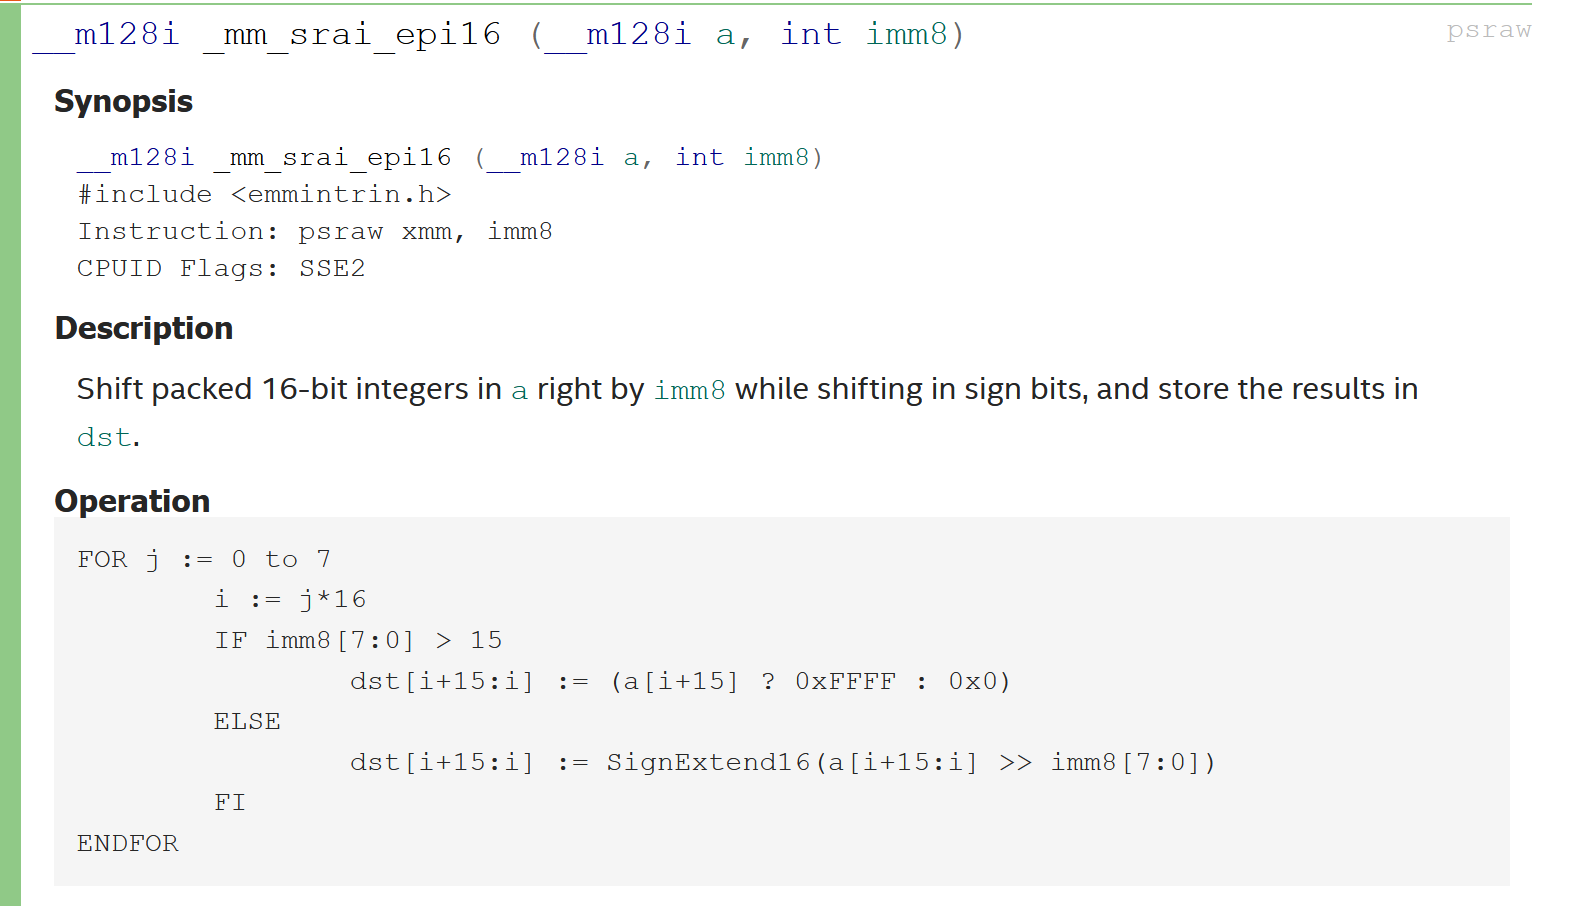 __m128i _mm_srai_epi16 (__m128i a, int imm8)
psraw
Synopsis
__m128i _mm_srai_epi16 (__m128i a, int imm8)
#include <emmintrin.h>
Instruction: psraw xmm, imm8
CPUID Flags: SSE2
Description
Shift packed 16-bit integers in a right by imm8 while shifting in sign bits, and store the results in
dst.
Operation
FOR j := 0 to 7
	i := j*16
	IF imm8[7:0] > 15
		dst[i+15:i] := (a[i+15] ? 0xFFFF : 0x0)
	ELSE
		dst[i+15:i] := SignExtend16(a[i+15:i] >> imm8[7:0])
	FI
ENDFOR